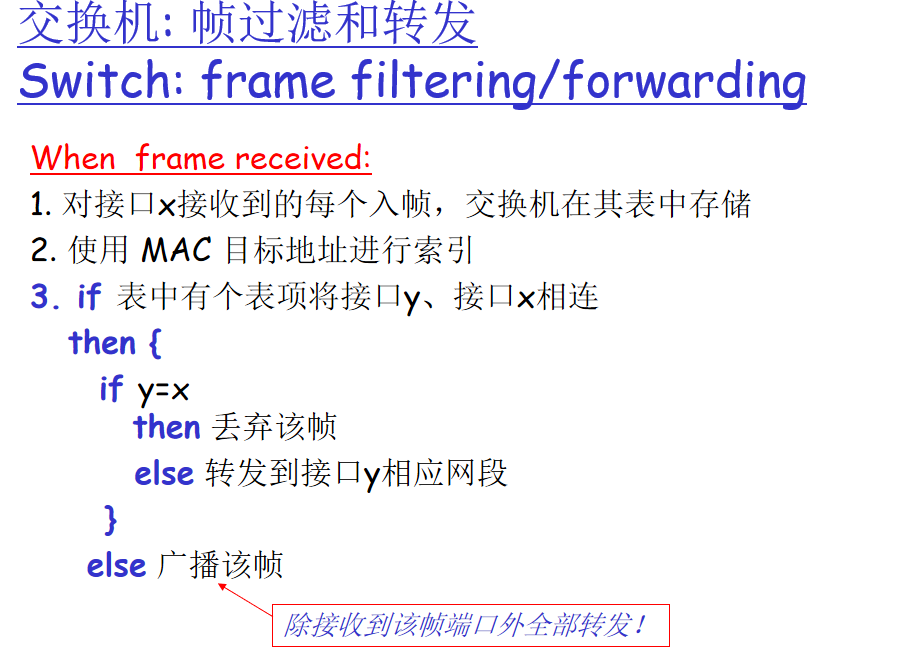 交换机: 帧过滤和转发
Switch: frame filtering/forwarding
When frame received:
1. 对接口x接收到的每个入帧，交换机在其表中存储
2. 使用 MAC 目标地址进行索引
3. if 表中有个表项将接口y、接口x相连
then {
if y=x
then 丢弃该帧
else 转发到接口y相应网段
}
else 广播该帧
除接收到该帧端口外全部转发！